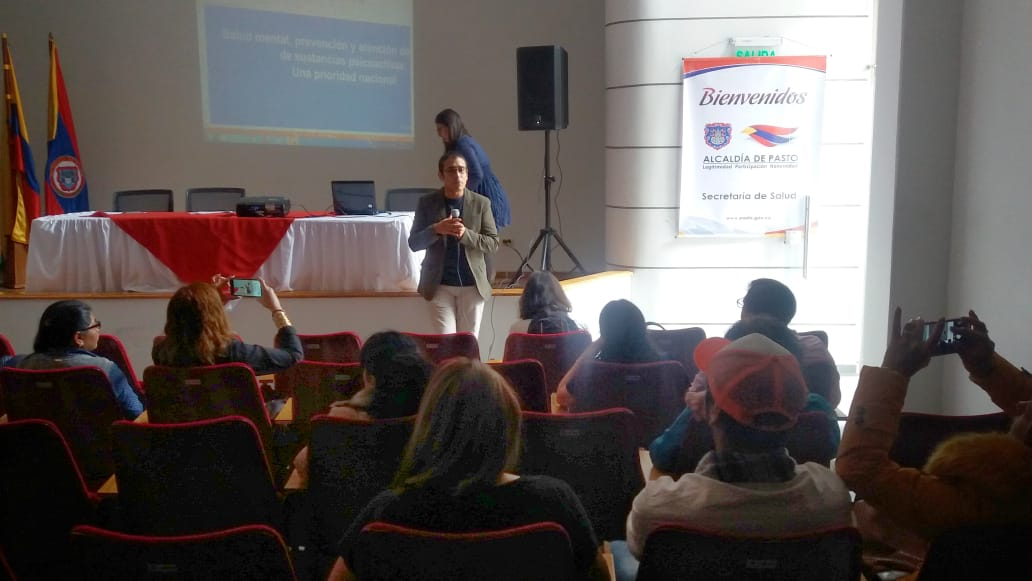 Salud mental, prevención y atención de
de sustancias psicoactivas:
Una prioridad nacional
SALIDA
Bienvenidos
ALCALDÍA DE PASTO
Legitimidad Participación Honestidad
Secretaria de Salud
www.pasto.gov.co